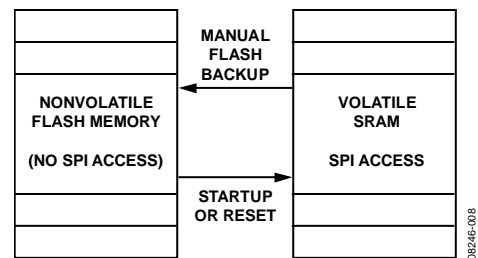 MANUAL
FLASH
BACKUP
NONVOLATILE
FLASH MEMORY
(NO SPI ACCESS)
VOLATILE
SRAM
SPI ACCESS
STARTUP
OR RESET
08246-008